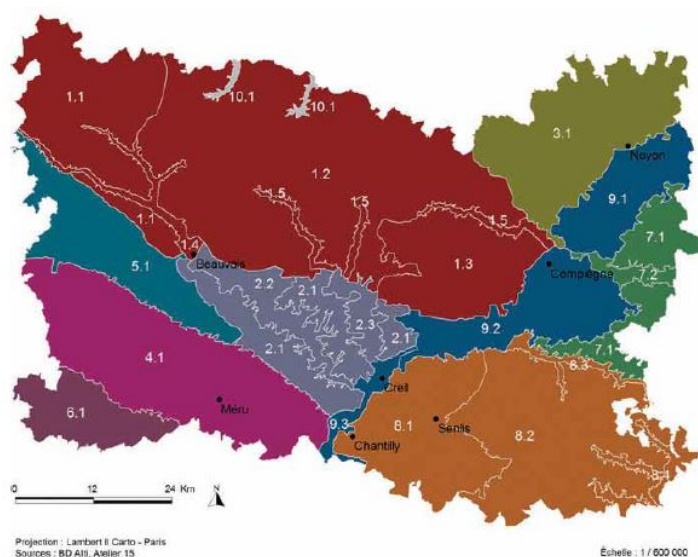 1.1
10.1
10.1
3.1
Noyon
1.2
9.1
1.5
1.5
1.5
1.1
7.1
1.4
Beauvais
1.3
Compiègne
7.2
5.1
2.2
2.1
2.3
9.2
2.1
2.1
7.1
4.1
8.3
Creil
6.1
Méru
9.3
8.1
Senlis
8.2
Chantilly
8.1
0 12 24 Km
N
Projection : Lambert II Carto - Paris
Sources : BD Alti, Atelier 15
Échelle : 1 / 600 000